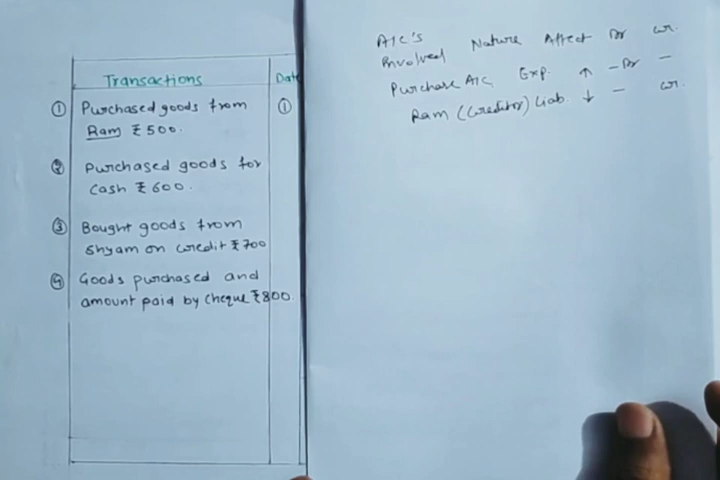 Transactions
Date
① Purchased goods from
Ram ₹500.
①
② Purchased goods for
cash ₹600.
③ Bought goods from
Shyam on credit ₹700
④ Goods purchased and
amount paid by cheque ₹800.
A/C's
Involved Nature Affect Dr cr.
Purchase A/C Exp. ↑ - Dr -
Ram (Creditor) Liab ↓ - cr.